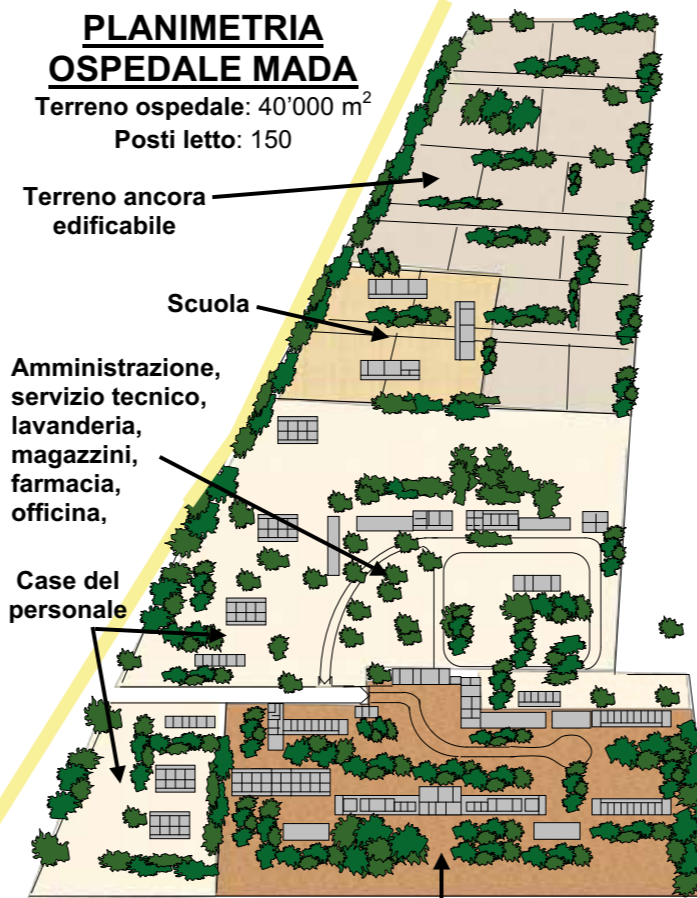 PLANIMETRIA
OSPEDALE MADA
Terreno ospedale: 40’000 m²
Posti letto: 150
Terreno ancora
edificabile
Scuola
Amministrazione,
servizio tecnico,
lavanderia,
magazzini,
farmacia,
officina,
Case del
personale